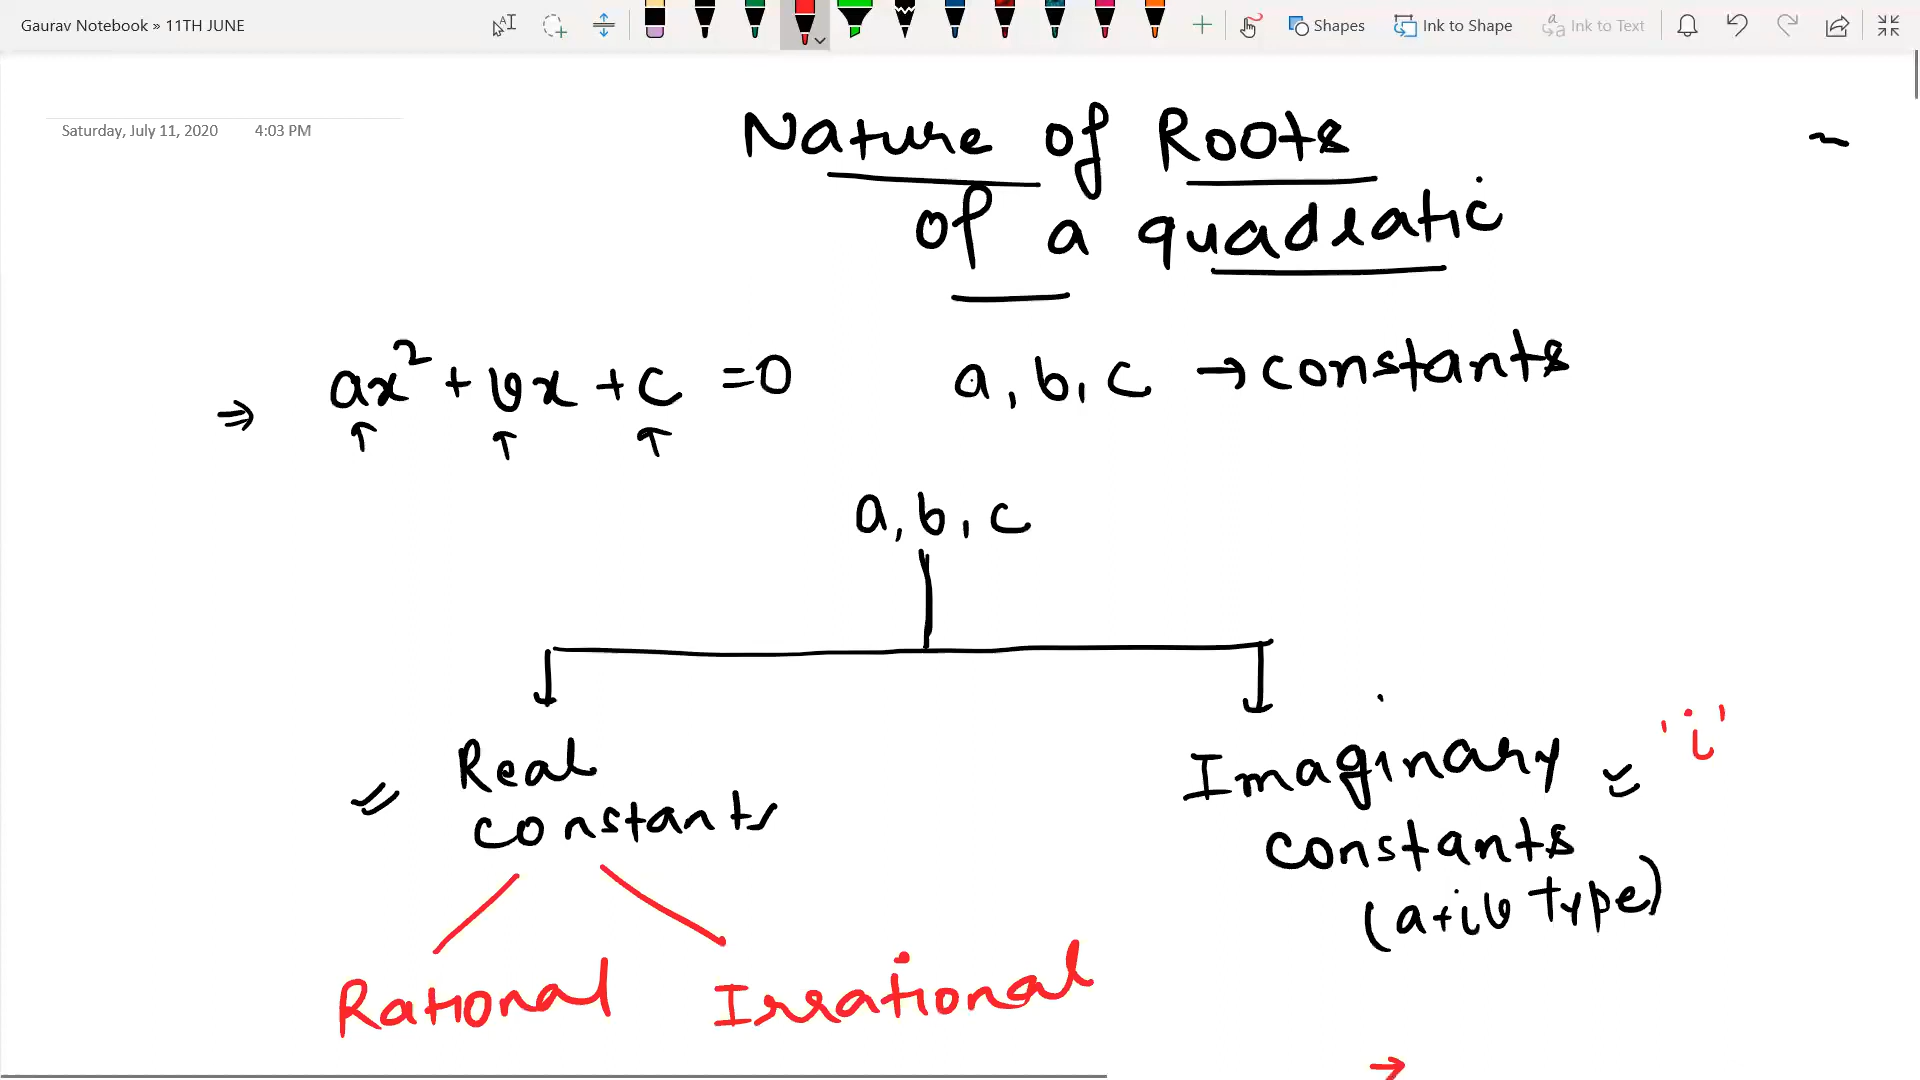 Gaurav Notebook » 11TH JUNE
Shapes
Ink to Shape
Ink to Text
Saturday, July 11, 2020 4:03 PM
Nature of Roots
of a quadratic
⇒ ax² + bx + c = 0 a, b, c → constants
a, b, c
Real
constants
Imaginary 'i'
constants
(a+ib type)
Rational Irrational